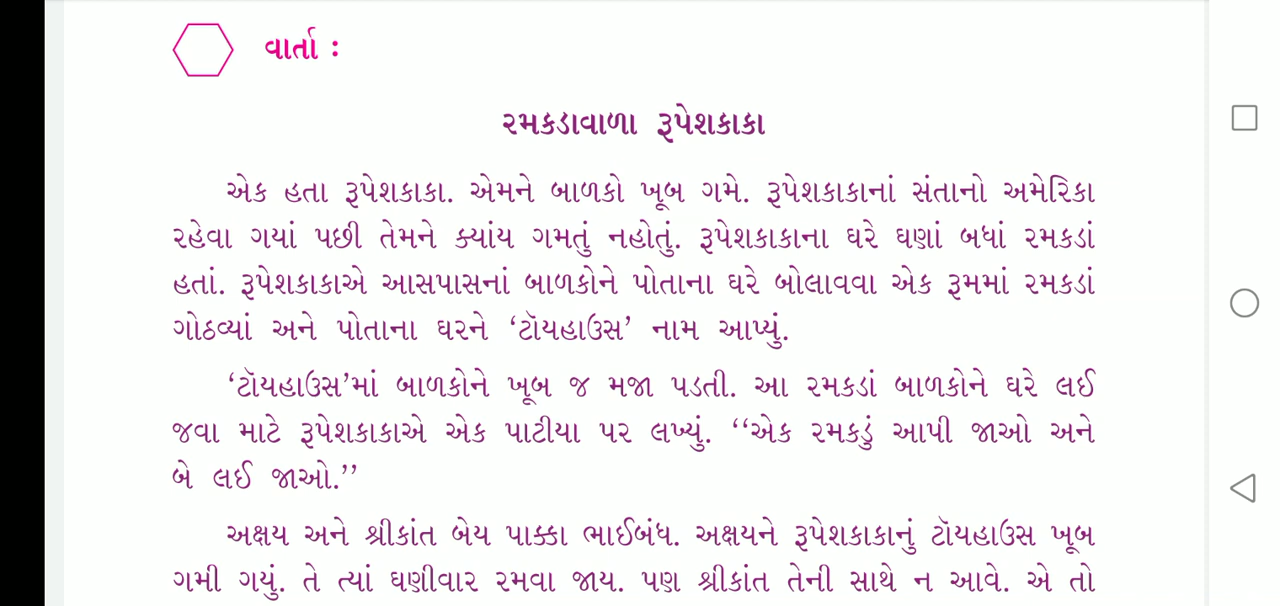 વાર્તા :
રમકડાવાળા રૂપેશકાકા
એક હતા રૂપેશકાકા. એમને બાળકો ખૂબ ગમે. રૂપેશકાકાનાં સંતાનો અમેરિકા
રહેવા ગયાં પછી તેમને ક્યાંય ગમતું નહોતું. રૂપેશકાકાના ઘરે ઘણાં બધાં રમકડાં
હતાં. રૂપેશકાકાએ આસપાસનાં બાળકોને પોતાના ઘરે બોલાવવા એક રૂમમાં રમકડાં
ગોઠવ્યાં અને પોતાના ઘરને ‘ટૉયહાઉસ’ નામ આપ્યું.
‘ટૉયહાઉસ’માં બાળકોને ખૂબ જ મજા પડતી. આ રમકડાં બાળકોને ઘરે લઈ
જવા માટે રૂપેશકાકાએ એક પાટીયા પર લખ્યું. ‘‘એક રમકડું આપી જાઓ અને
બે લઈ જાઓ.’’
અક્ષય અને શ્રીકાંત બેય પાક્કા ભાઈબંધ. અક્ષયને રૂપેશકાકાનું ટૉયહાઉસ ખૂબ
ગમી ગયું. તે ત્યાં ઘણીવાર રમવા જાય. પણ શ્રીકાંત તેની સાથે ન આવે. એ તો